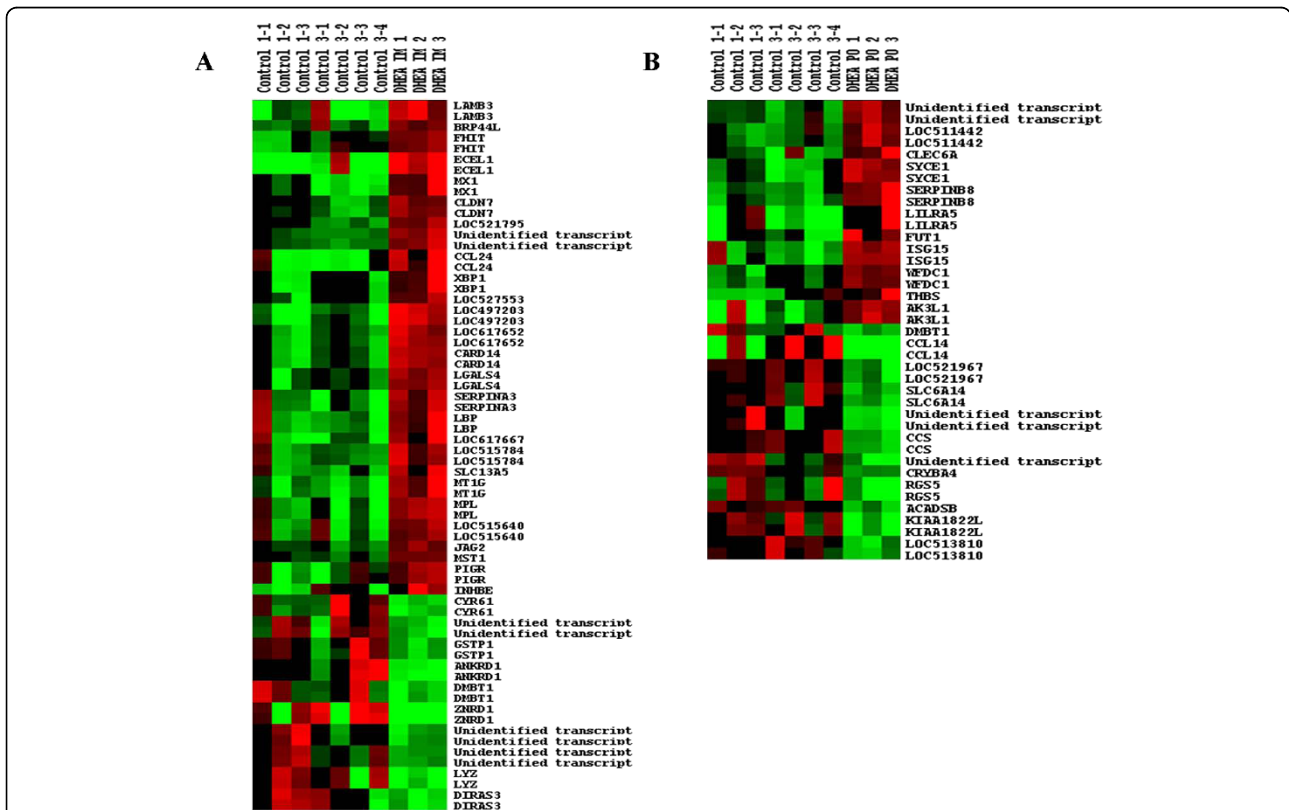 A
Control 1-1
Control 1-2
Control 1-3
Control 3-1
Control 3-2
Control 3-3
Control 3-4
DHEA IM 1
DHEA IM 2
DHEA IM 3
LAMB3
LAMB3
BRP44L
FHIT
FHIT
ECEL1
ECEL1
MX1
MX1
CLDN7
CLDN7
LOC521795
Unidentified transcript
Unidentified transcript
CCL24
CCL24
XBP1
XBP1
LOC527553
LOC497203
LOC497203
LOC617652
LOC617652
CARD14
CARD14
LGALS4
LGALS4
SERPINA3
SERPINA3
LBP
LBP
LOC617667
LOC515784
LOC515784
SLC13A5
MT1G
MT1G
MPL
MPL
LOC515640
LOC515640
JAG2
MST1
PIGR
PIGR
INHBE
CYR61
CYR61
Unidentified transcript
Unidentified transcript
GSTP1
GSTP1
ANKRD1
ANKRD1
DMBT1
DMBT1
ZNRD1
ZNRD1
Unidentified transcript
Unidentified transcript
Unidentified transcript
Unidentified transcript
LYZ
LYZ
DIRAS3
DIRAS3
B
Control 1-1
Control 1-2
Control 1-3
Control 3-1
Control 3-2
Control 3-3
Control 3-4
DHEA PO 1
DHEA PO 2
DHEA PO 3
Unidentified transcript
Unidentified transcript
LOC511442
LOC511442
CLEC6A
SYCE1
SYCE1
SERPINB8
SERPINB8
LILRA5
LILRA5
FUT1
ISG15
ISG15
WFDC1
WFDC1
THBS
AK3L1
AK3L1
DMBT1
CCL14
CCL14
LOC521967
LOC521967
SLC6A14
SLC6A14
Unidentified transcript
Unidentified transcript
CCS
CCS
Unidentified transcript
CRYBA4
RGS5
RGS5
ACADSB
KIAA1822L
KIAA1822L
LOC513810
LOC513810